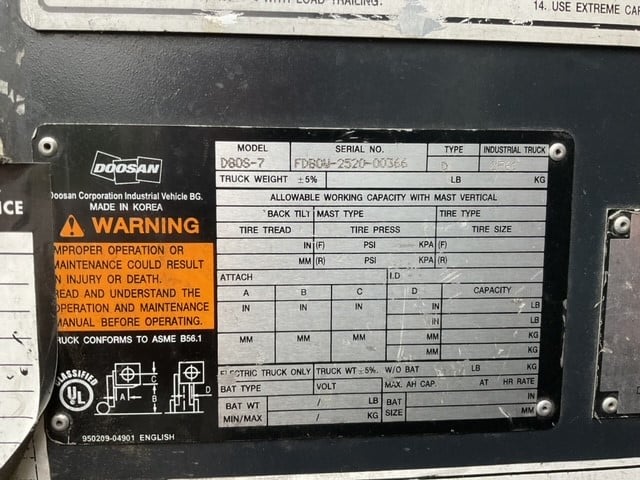 WITH LOAD TRAILING.
14. USE EXTREME CAR
DOOSAN
Doosan Corporation Industrial Vehicle BG.
MADE IN KOREA
WARNING
IMPROPER OPERATION OR
MAINTENANCE COULD RESULT
IN INJURY OR DEATH.
READ AND UNDERSTAND THE
OPERATION AND MAINTENANCE
MANUAL BEFORE OPERATING.
TRUCK CONFORMS TO ASME B56.1
CLASSIFIED
UL
A B C D
950209-04901 ENGLISH
MODEL SERIAL NO. TYPE INDUSTRIAL TRUCK
D80S-7 FDB0W-2520-00366 D
TRUCK WEIGHT ±5% LB KG
ALLOWABLE WORKING CAPACITY WITH MAST VERTICAL
°BACK TILT MAST TYPE TIRE TYPE
TIRE TREAD TIRE PRESS TIRE SIZE
IN (F) PSI KPA (F)
MM (R) PSI KPA (R)
ATTACH I.D
A B C D CAPACITY
IN IN IN IN LB
IN LB
MM MM MM MM KG
MM KG
ELECTRIC TRUCK ONLY TRUCK WT ±5%. W/O BAT LB KG
BAT TYPE VOLT MAX. AH CAP. AT HR RATE
BAT WT / LB BAT IN
MIN/MAX / KG SIZE MM
ICE